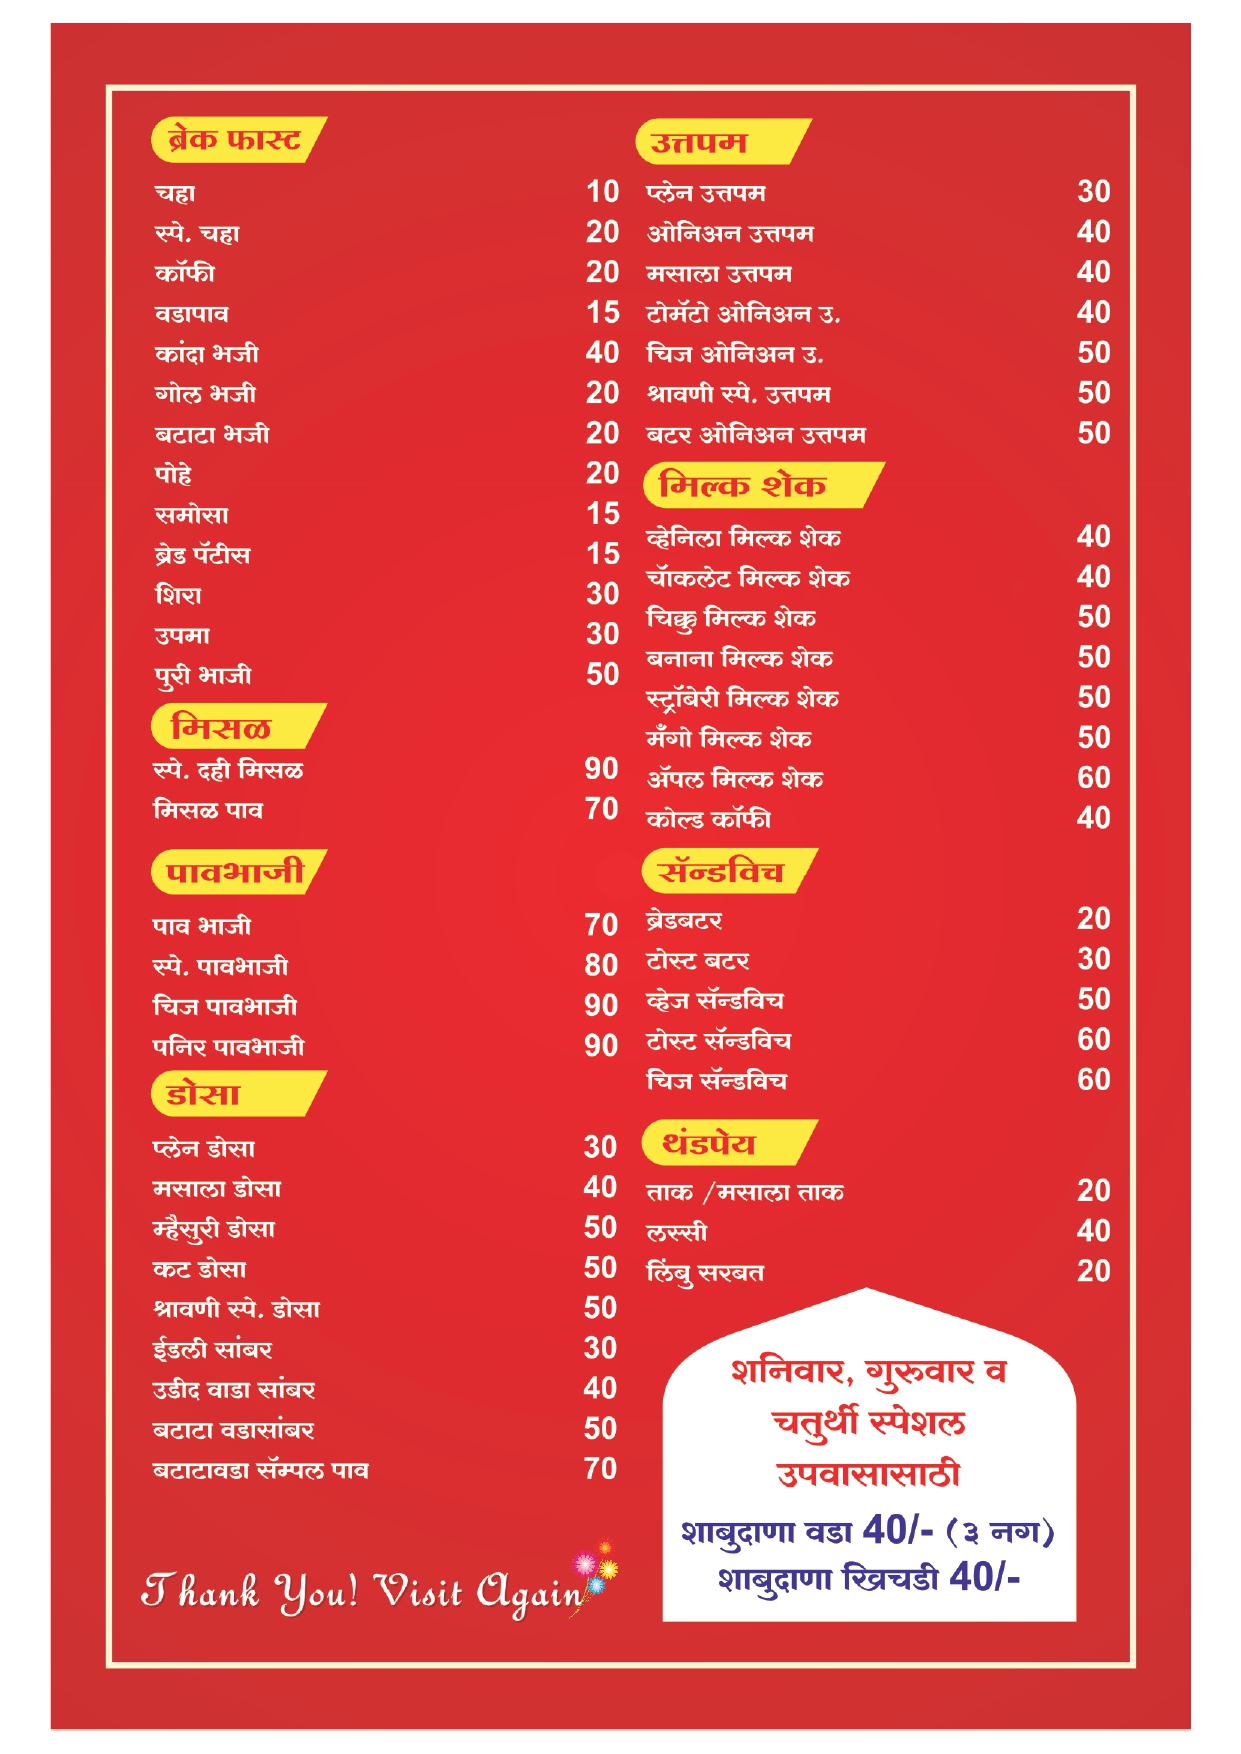 ब्रेक फास्ट
चहा 10
स्पे. चहा 20
कॉफी 20
वडापाव 15
कांदा भजी 40
गोल भजी 20
बटाटा भजी 20
पोहे 20
समोसा 15
ब्रेड पॅटीस 15
शिरा 30
उपमा 30
पुरी भाजी 50
मिसळ
स्पे. दही मिसळ 90
मिसळ पाव 70
पावभाजी
पाव भाजी 70
स्पे. पावभाजी 80
चिज पावभाजी 90
पनिर पावभाजी 90
डोसा
प्लेन डोसा 30
मसाला डोसा 40
म्हैसुरी डोसा 50
कट डोसा 50
श्रावणी स्पे. डोसा 50
ईडली सांबर 30
उडीद वाडा सांबर 40
बटाटा वडासांबर 50
बटाटावडा सॅम्पल पाव 70
Thank You! Visit Again
उत्तपम
प्लेन उत्तपम 30
ओनिअन उत्तपम 40
मसाला उत्तपम 40
टोमॅटो ओनिअन उ. 40
चिज ओनिअन उ. 50
श्रावणी स्पे. उत्तपम 50
बटर ओनिअन उत्तपम 50
मिल्क शेक
व्हेनिला मिल्क शेक 40
चॉकलेट मिल्क शेक 40
चिक्कु मिल्क शेक 50
बनाना मिल्क शेक 50
स्ट्रॉबेरी मिल्क शेक 50
मँगो मिल्क शेक 50
ॲपल मिल्क शेक 60
कोल्ड कॉफी 40
सॅन्डविच
ब्रेडबटर 20
टोस्ट बटर 30
व्हेज सॅन्डविच 50
टोस्ट सॅन्डविच 60
चिज सॅन्डविच 60
थंडपेय
ताक /मसाला ताक 20
लस्सी 40
लिंबु सरबत 20
शनिवार, गुरूवार व
चतुर्थी स्पेशल
उपवासासाठी
शाबुदाणा वडा 40/- (३ नग)
शाबुदाणा खिचडी 40/-